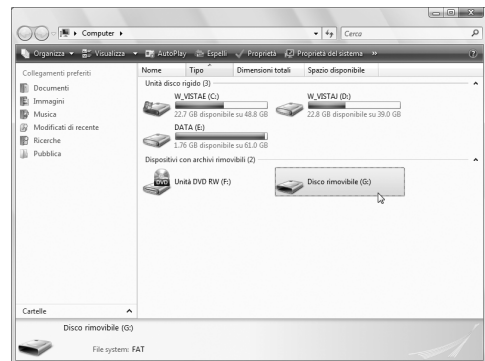 Computer
Cerca
Organizza Visualizza AutoPlay Espelli Proprietà Proprietà del sistema »
Collegamenti preferiti
Documenti
Immagini
Musica
Modificati di recente
Ricerche
Pubblica
Nome Tipo Dimensioni totali Spazio disponibile
Unità disco rigido (3)
W_VISTAE (C:) W_VISTAJ (D:)
22.7 GB disponibile su 48.8 GB 22.8 GB disponibile su 39.0 GB
DATA (E:)
1.76 GB disponibile su 61.0 GB
Dispositivi con archivi rimovibili (2)
DVD Unità DVD RW (F:) Disco rimovibile (G:)
Cartelle
Disco rimovibile (G:)
File system: FAT